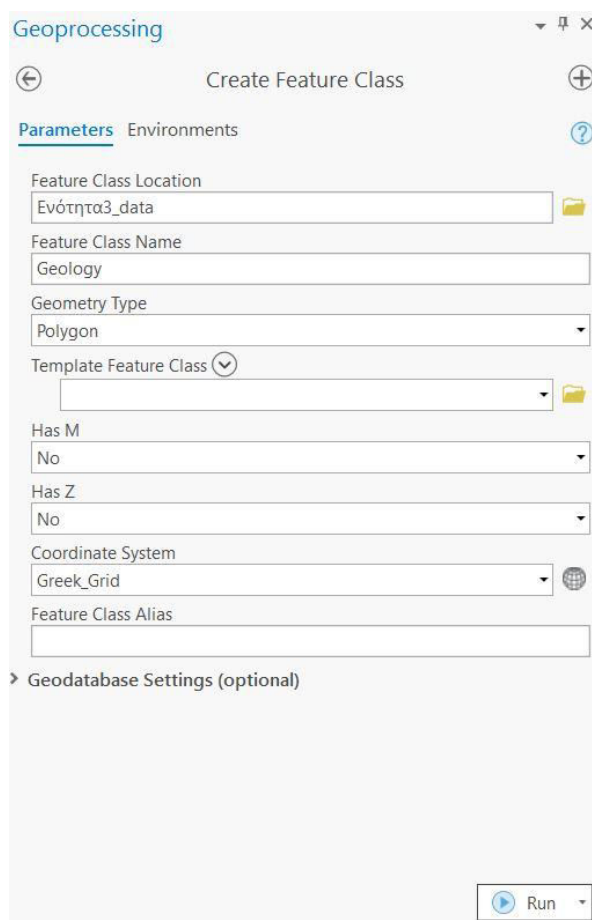 Geoprocessing
Create Feature Class
Parameters Environments
Feature Class Location
Ενότητα3_data
Feature Class Name
Geology
Geometry Type
Polygon
Template Feature Class
Has M
No
Has Z
No
Coordinate System
Greek_Grid
Feature Class Alias
Geodatabase Settings (optional)
Run